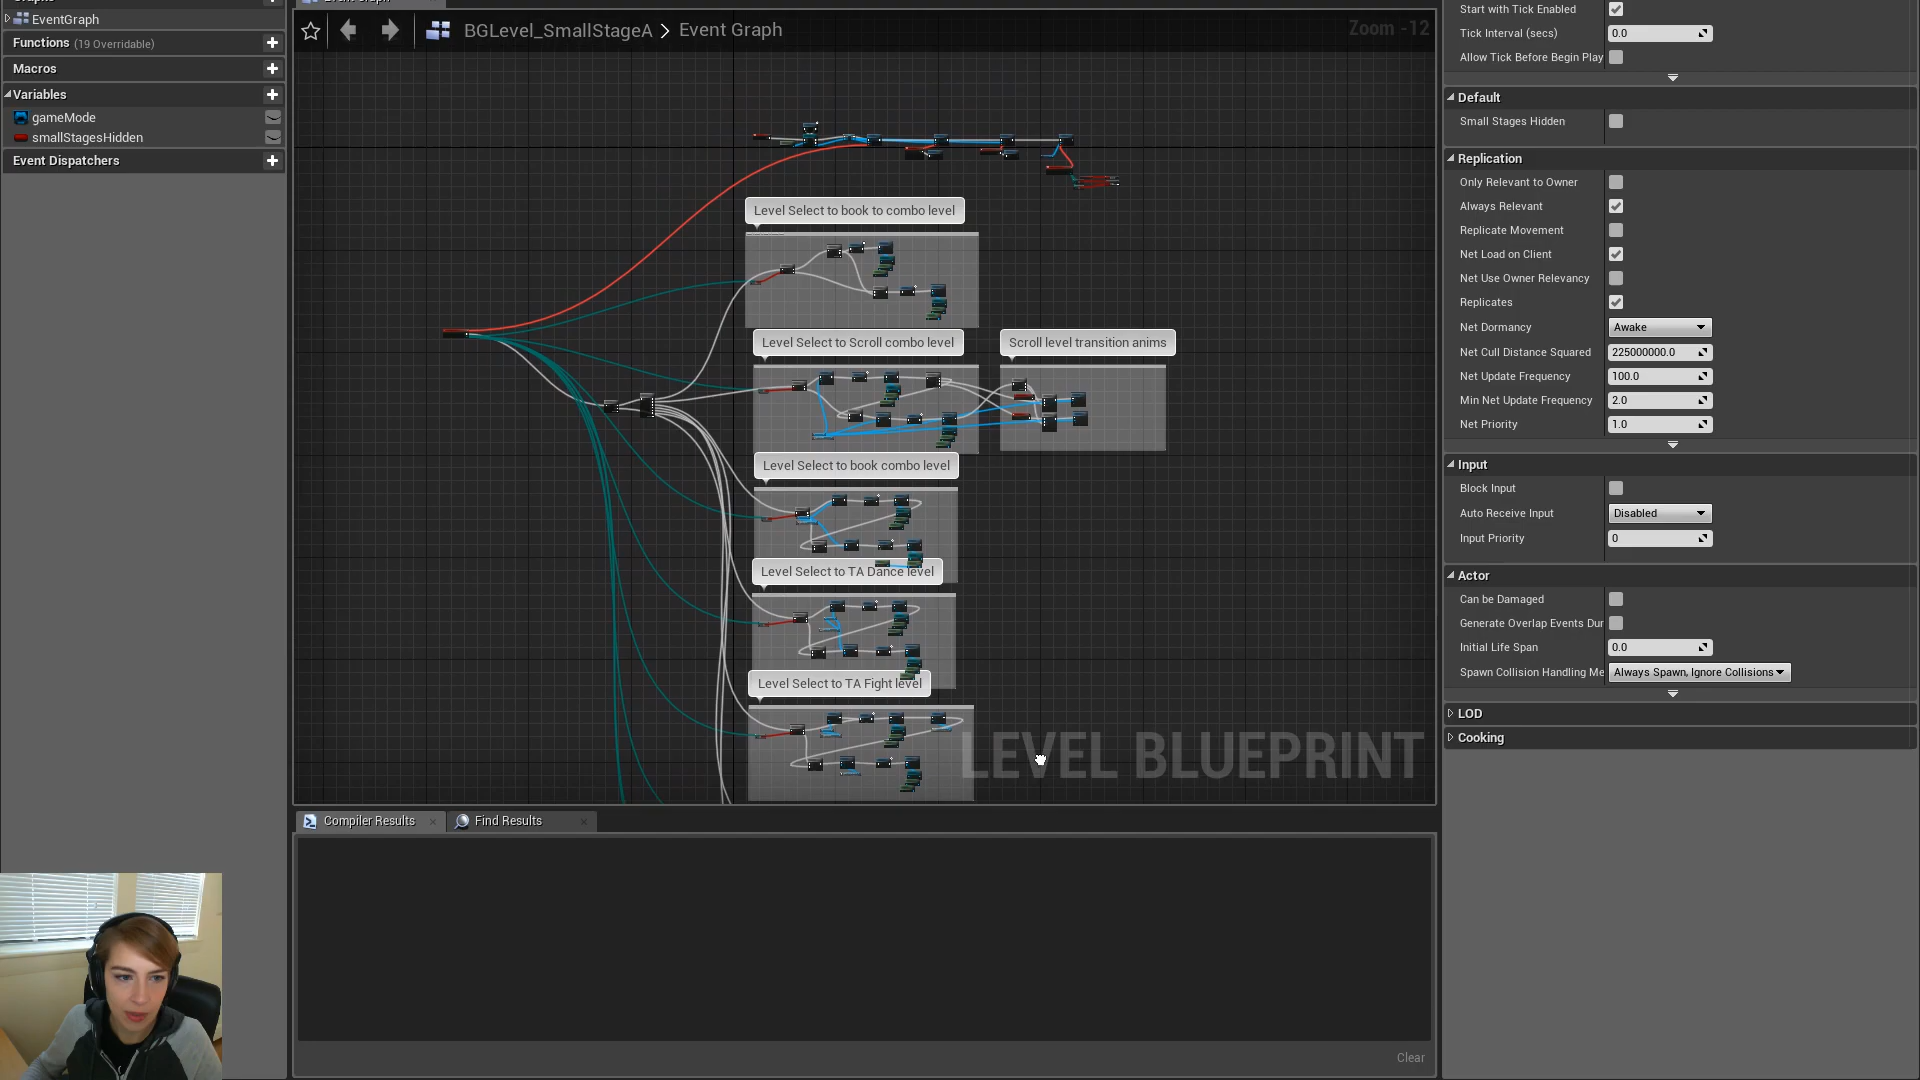 EventGraph
Functions (19 Overridable)
Macros
Variables
gameMode
smallStagesHidden
Event Dispatchers
BGLevel_SmallStageA > Event Graph
Zoom -12
Level Select to book to combo level
Level Select to Scroll combo level
Scroll level transition anims
Level Select to book combo level
Level Select to TA Dance level
Level Select to TA Fight level
LEVEL BLUEPRINT
Compiler Results
Find Results
Clear
Start with Tick Enabled
Tick Interval (secs) 0.0
Allow Tick Before Begin Play
Default
Small Stages Hidden
Replication
Only Relevant to Owner
Always Relevant
Replicate Movement
Net Load on Client
Net Use Owner Relevancy
Replicates
Net Dormancy Awake
Net Cull Distance Squared 225000000.0
Net Update Frequency 100.0
Min Net Update Frequency 2.0
Net Priority 1.0
Input
Block Input
Auto Receive Input Disabled
Input Priority 0
Actor
Can be Damaged
Generate Overlap Events Dur
Initial Life Span 0.0
Spawn Collision Handling Me Always Spawn, Ignore Collisions
LOD
Cooking